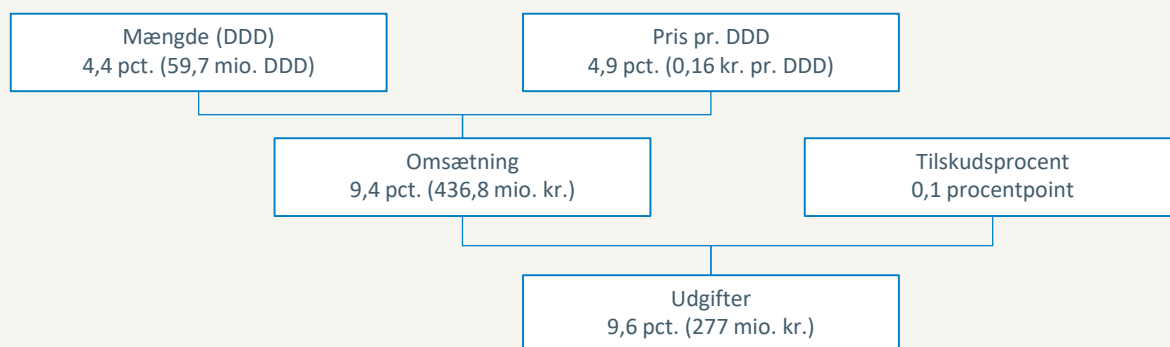 Mængde (DDD)
4,4 pct. (59,7 mio. DDD)
Pris pr. DDD
4,9 pct. (0,16 kr. pr. DDD)
Omsætning
9,4 pct. (436,8 mio. kr.)
Tilskudsprocent
0,1 procentpoint
Udgifter
9,6 pct. (277 mio. kr.)